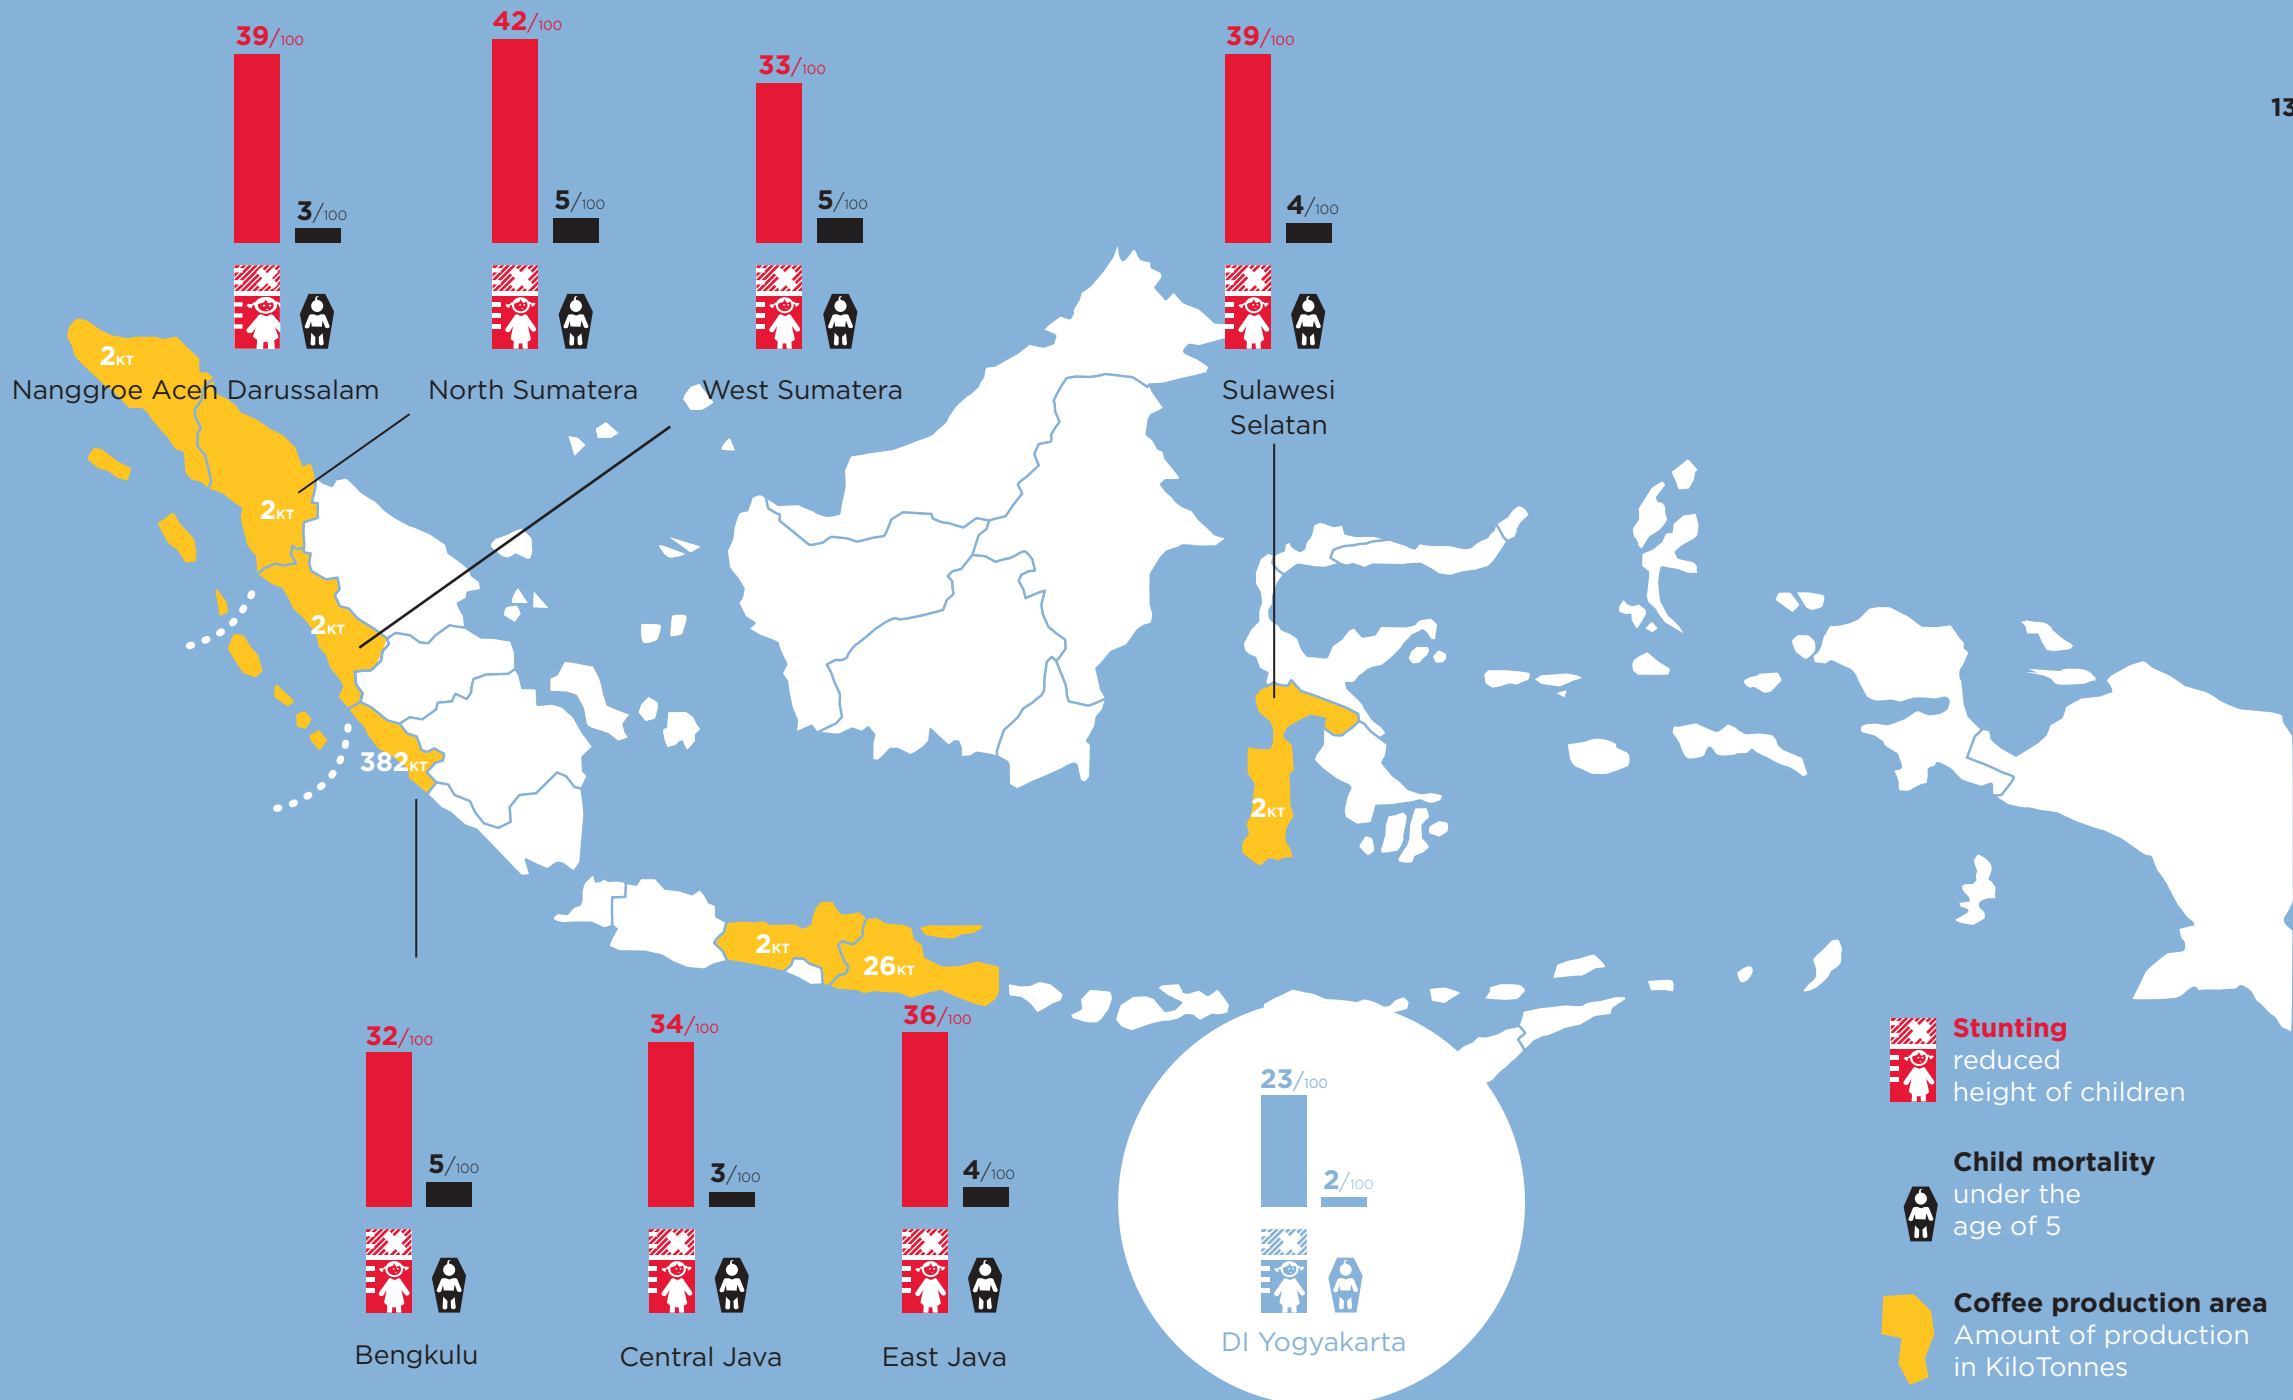 39/100
3/100
42/100
5/100
33/100
5/100
39/100
4/100
13
Nanggroe Aceh Darussalam
North Sumatera
West Sumatera
Sulawesi
Selatan
2KT
2KT
2KT
382KT
2KT
2KT
26KT
32/100
5/100
34/100
3/100
36/100
4/100
23/100
2/100
Bengkulu
Central Java
East Java
DI Yogyakarta
Stunting
reduced
height of children
Child mortality
under the
age of 5
Coffee production area
Amount of production
in KiloTonnes